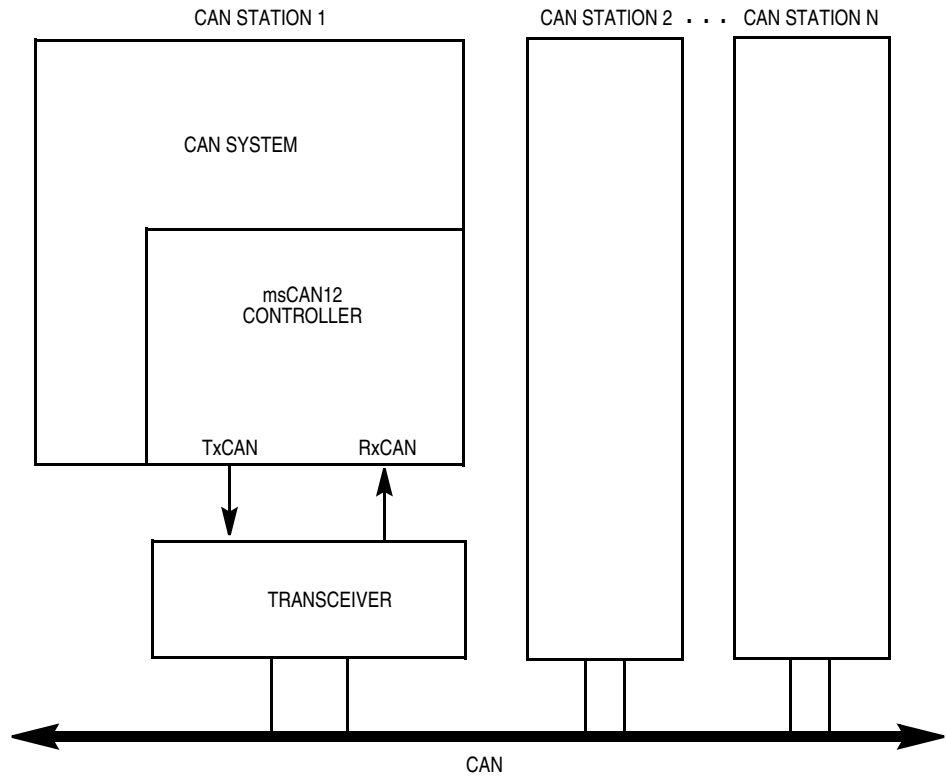 CAN STATION 1
CAN STATION 2 . . . CAN STATION N
CAN SYSTEM
msCAN12
CONTROLLER
TxCAN
RxCAN
TRANSCEIVER
CAN